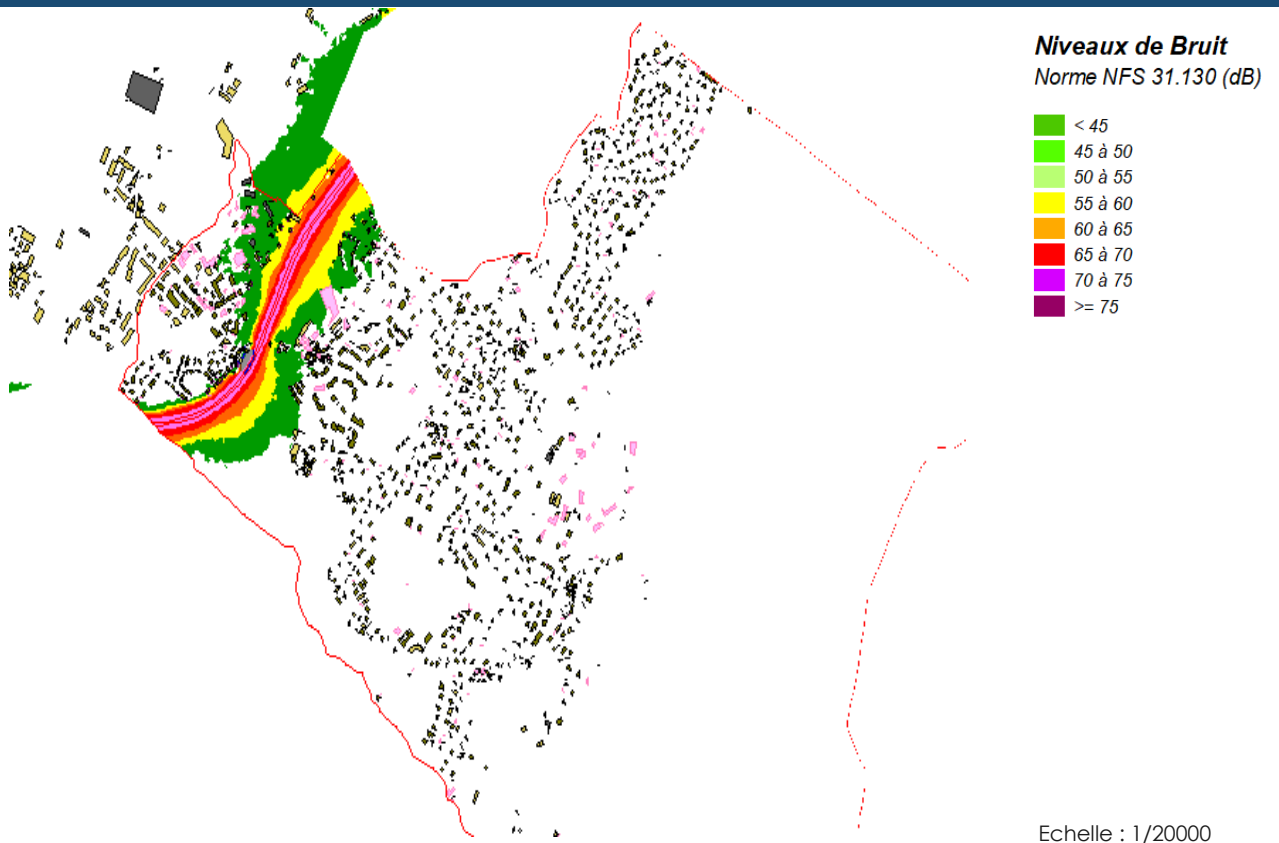 Niveaux de Bruit
Norme NFS 31.130 (dB)
< 45
45 à 50
50 à 55
55 à 60
60 à 65
65 à 70
70 à 75
>= 75
Echelle : 1/20000